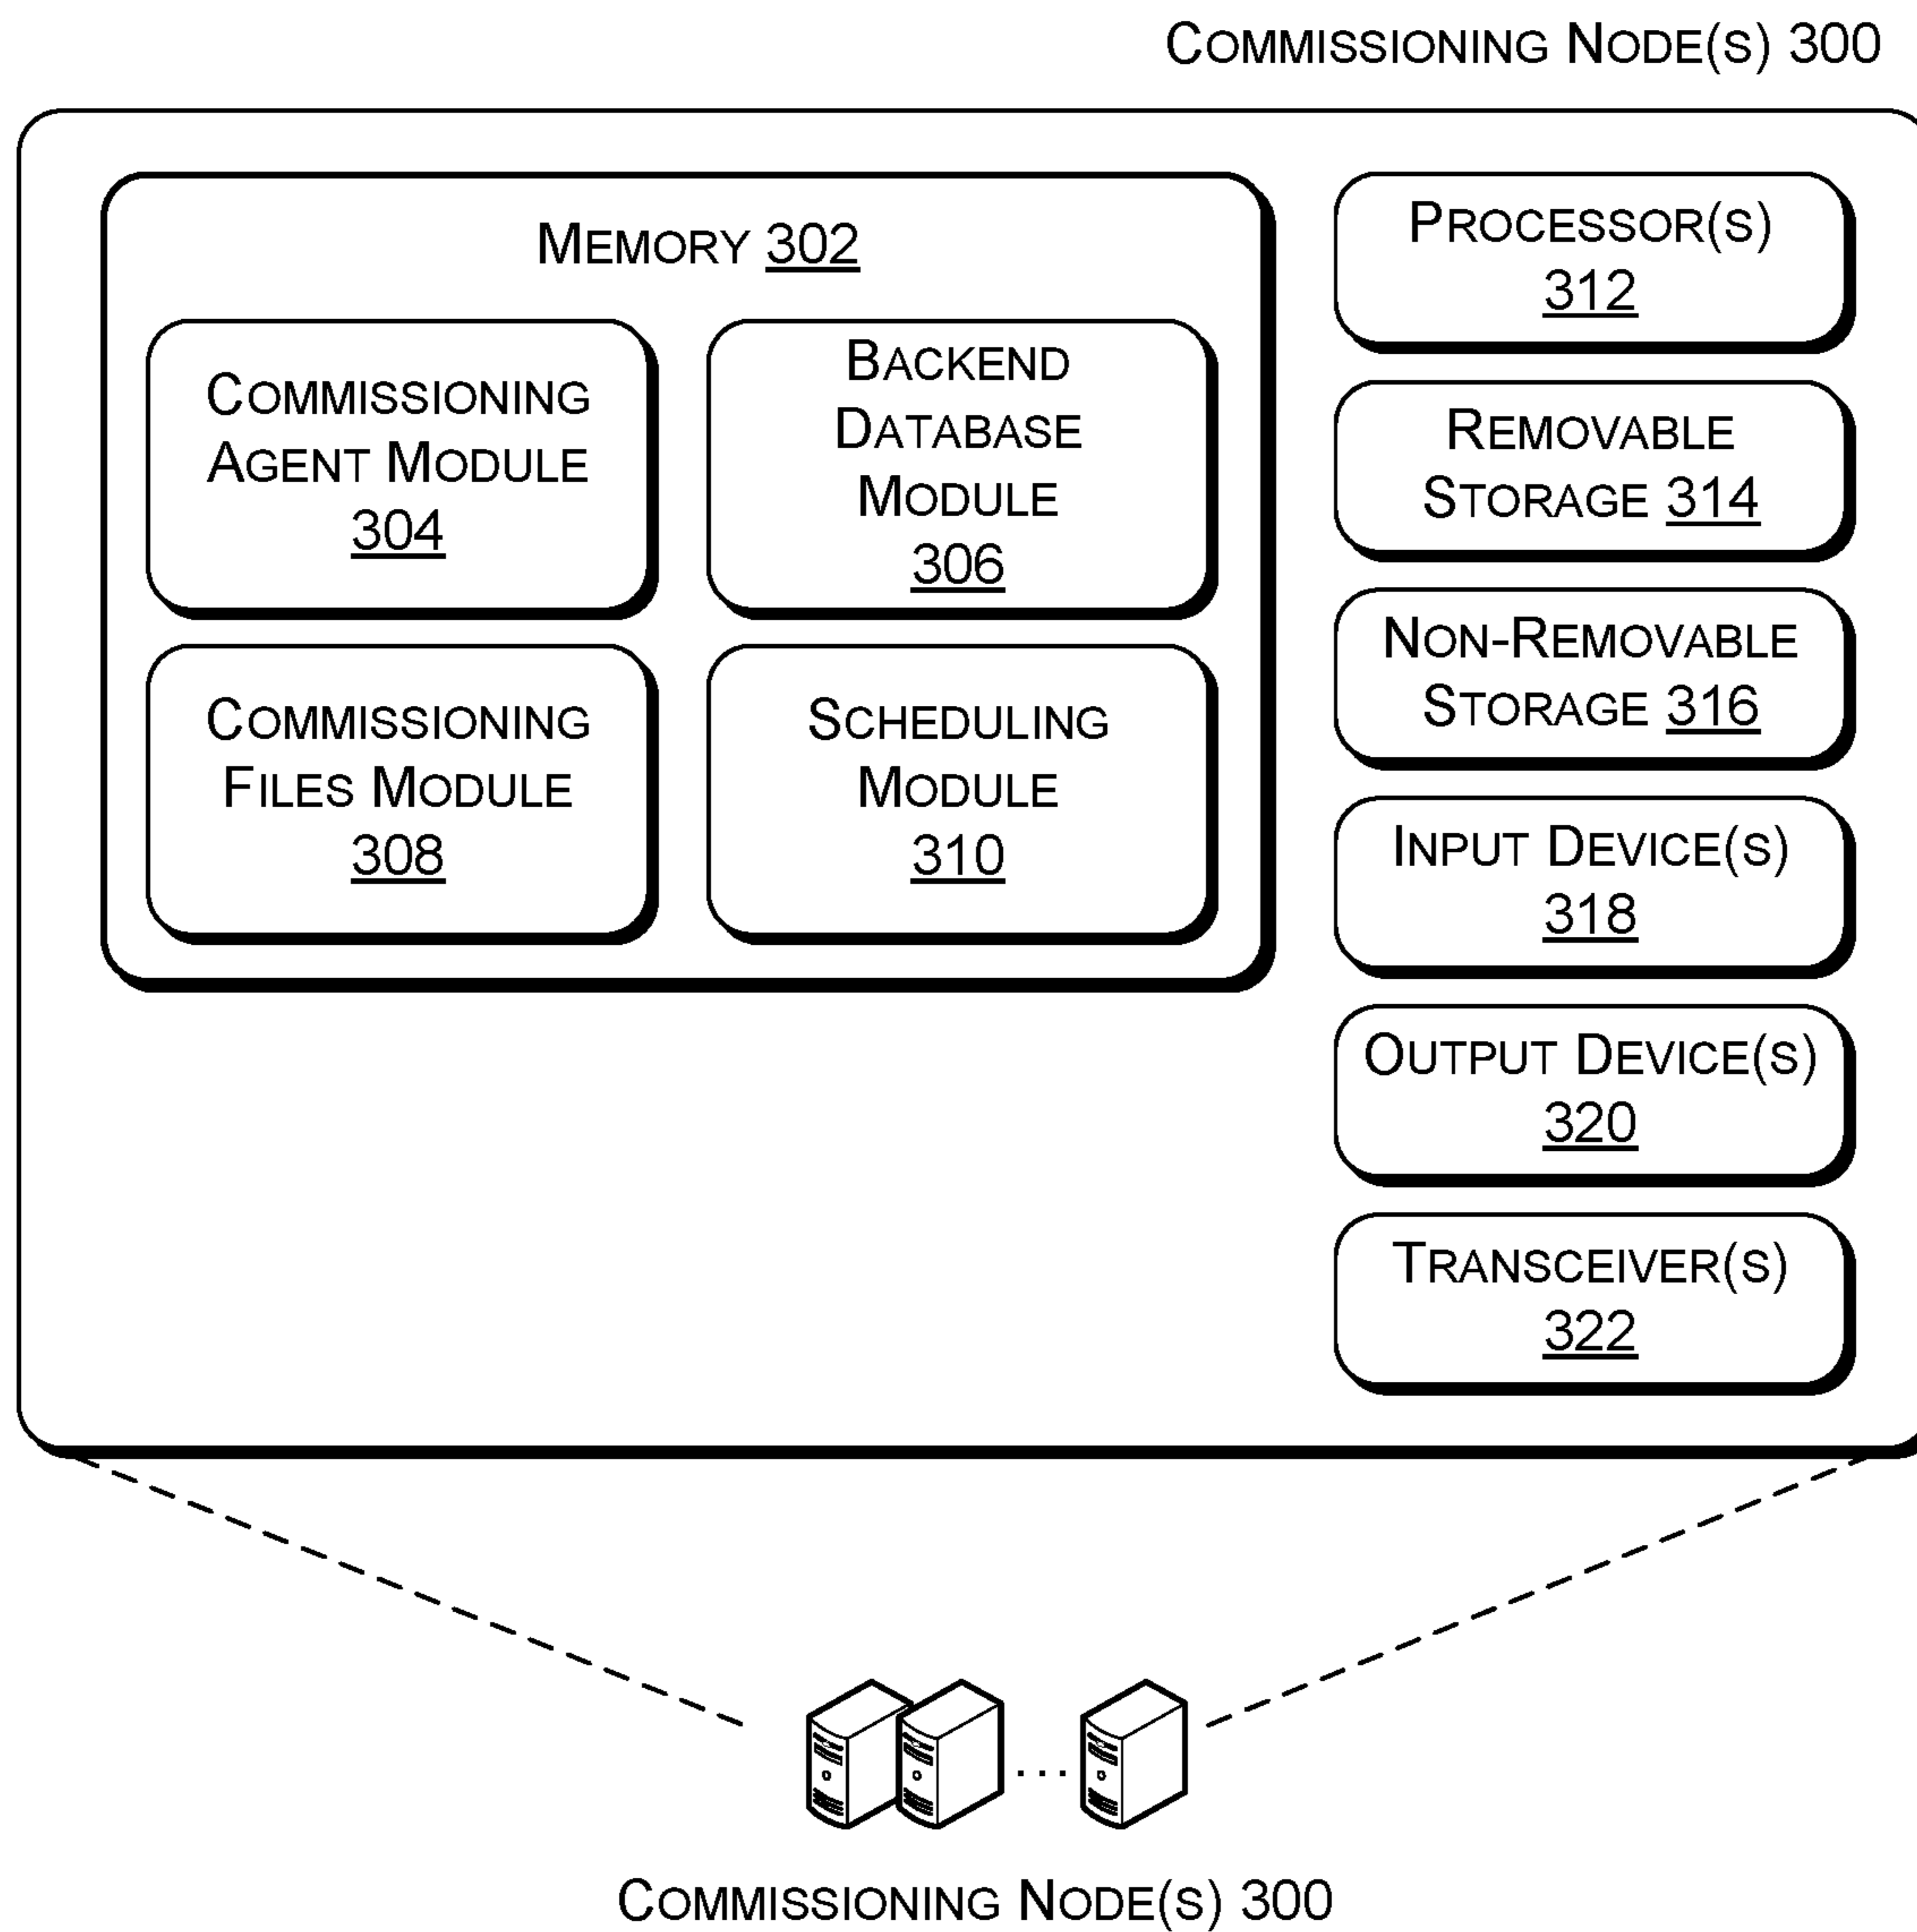 COMMISSIONING NODE(S) 300
MEMORY 302
COMMISSIONING
AGENT MODULE
304
BACKEND
DATABASE
MODULE
306
COMMISSIONING
FILES MODULE
308
SCHEDULING
MODULE
310
PROCESSOR(S)
312
REMOVABLE
STORAGE 314
NON-REMOVABLE
STORAGE 316
INPUT DEVICE(S)
318
OUTPUT DEVICE(S)
320
TRANSCEIVER(S)
322
...
COMMISSIONING NODE(S) 300